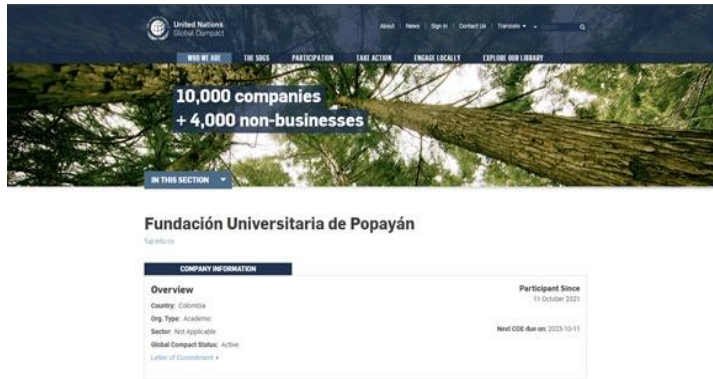 United Nations
Global Compact
About | News | Sign In | Contact Us | Translate
WHO WE ARE THE SDGS PARTICIPATION TAKE ACTION ENGAGE LOCALLY EXPLORE OUR LIBRARY
10,000 companies
+ 4,000 non-businesses
IN THIS SECTION
Fundación Universitaria de Popayán
fup.edu.co
COMPANY INFORMATION
Overview
Participant Since
11 October 2021
Country: Colombia
Org. Type: Academic
Sector: Not Applicable
Next COE due on: 2023-10-11
Global Compact Status: Active
Letter of Commitment